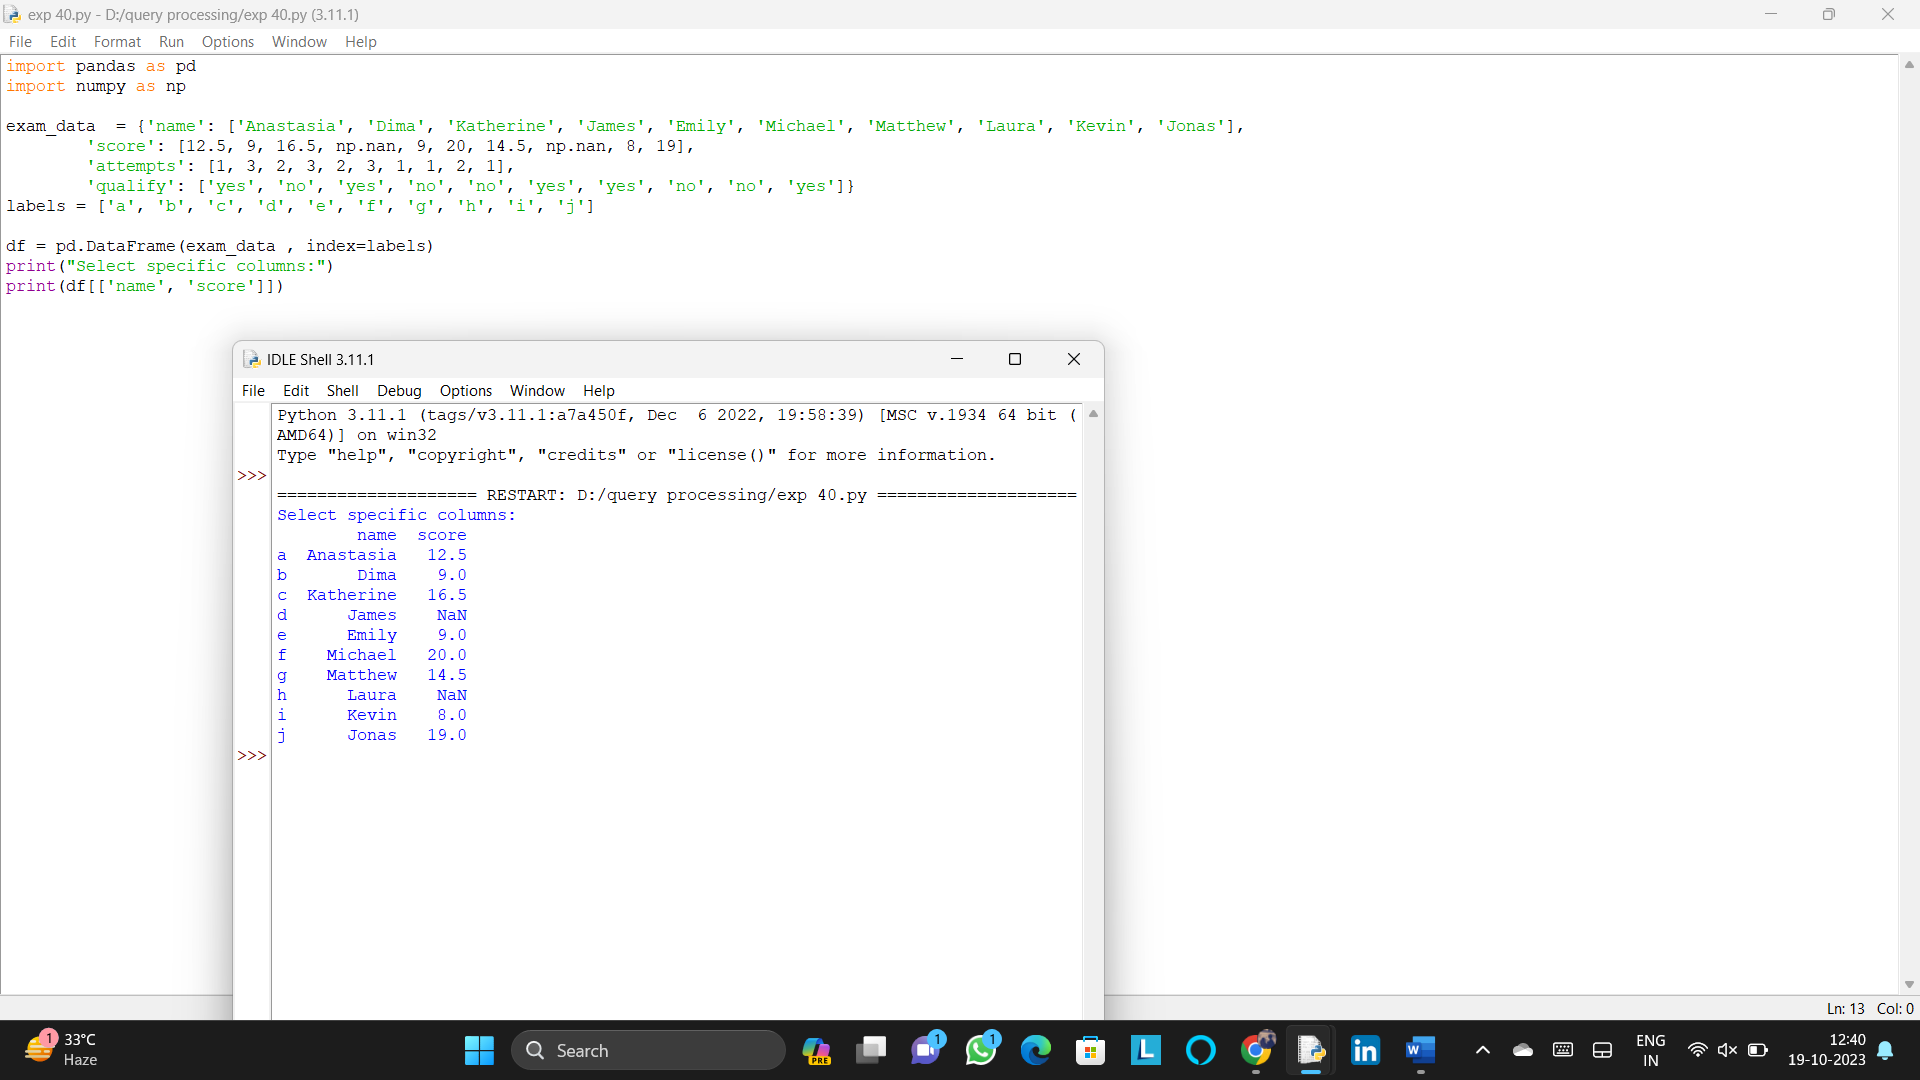 exp 40.py - D:/query processing/exp 40.py (3.11.1)
File Edit Format Run Options Window Help
import pandas as pd
import numpy as np
exam_data  = {'name': ['Anastasia', 'Dima', 'Katherine', 'James', 'Emily', 'Michael', 'Matthew', 'Laura', 'Kevin', 'Jonas'],
        'score': [12.5, 9, 16.5, np.nan, 9, 20, 14.5, np.nan, 8, 19],
        'attempts': [1, 3, 2, 3, 2, 3, 1, 1, 2, 1],
        'qualify': ['yes', 'no', 'yes', 'no', 'no', 'yes', 'yes', 'no', 'no', 'yes']}
labels = ['a', 'b', 'c', 'd', 'e', 'f', 'g', 'h', 'i', 'j']
df = pd.DataFrame(exam_data , index=labels)
print("Select specific columns:")
print(df[['name', 'score']])
IDLE Shell 3.11.1
File Edit Shell Debug Options Window Help
Python 3.11.1 (tags/v3.11.1:a7a450f, Dec  6 2022, 19:58:39) [MSC v.1934 64 bit (
AMD64)] on win32
Type "help", "copyright", "credits" or "license()" for more information.
>>>
==================== RESTART: D:/query processing/exp 40.py ====================
Select specific columns:
        name  score
a  Anastasia   12.5
b       Dima    9.0
c  Katherine   16.5
d      James    NaN
e      Emily    9.0
f    Michael   20.0
g    Matthew   14.5
h      Laura    NaN
i      Kevin    8.0
j      Jonas   19.0
>>>
Ln: 13 Col: 0
1
33°C
Haze
Search
PRE
1
1
L
in
W
ENG
IN
12:40
19-10-2023